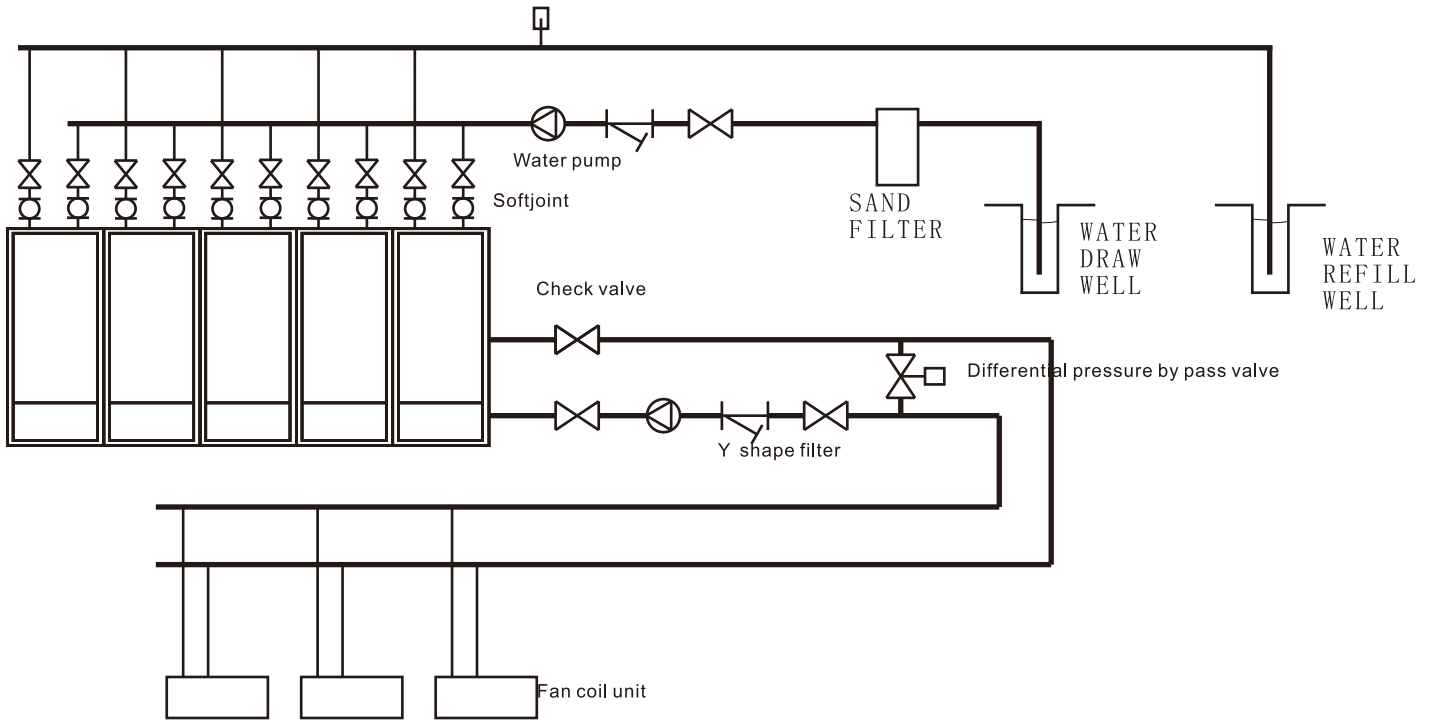 Water pump
Softjoint
SAND
FILTER
WATER
DRAW
WELL
WATER
REFILL
WELL
Check valve
Differential pressure by pass valve
Y shape filter
Fan coil unit